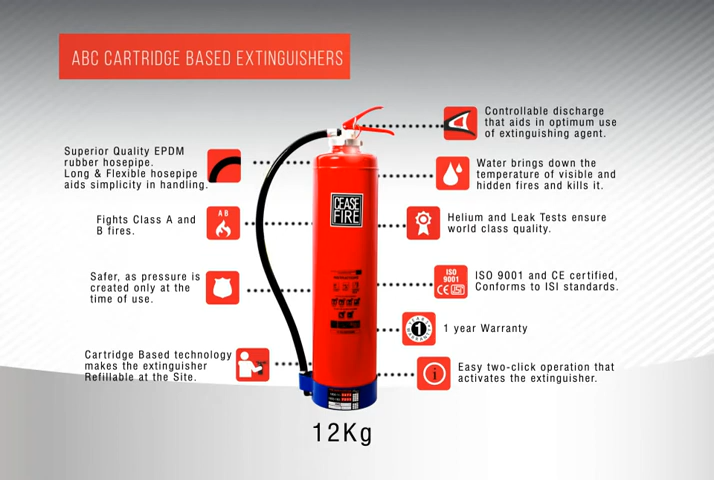 ABC CARTRIDGE BASED EXTINGUISHERS
Superior Quality EPDM
rubber hosepipe.
Long & Flexible hosepipe
aids simplicity in handling.
A B
Fights Class A and
B fires.
Safer, as pressure is
created only at the
time of use.
Cartridge Based technology
makes the extinguisher
Refillable at the Site.
CEASE
FIRE
Controllable discharge
that aids in optimum use
of extinguishing agent.
Water brings down the
temperature of visible and
hidden fires and kills it.
Helium and Leak Tests ensure
world class quality.
ISO
9001
CE
ISO 9001 and CE certified,
Conforms to ISI standards.
1
1 year Warranty
i
Easy two-click operation that
activates the extinguisher.
12Kg